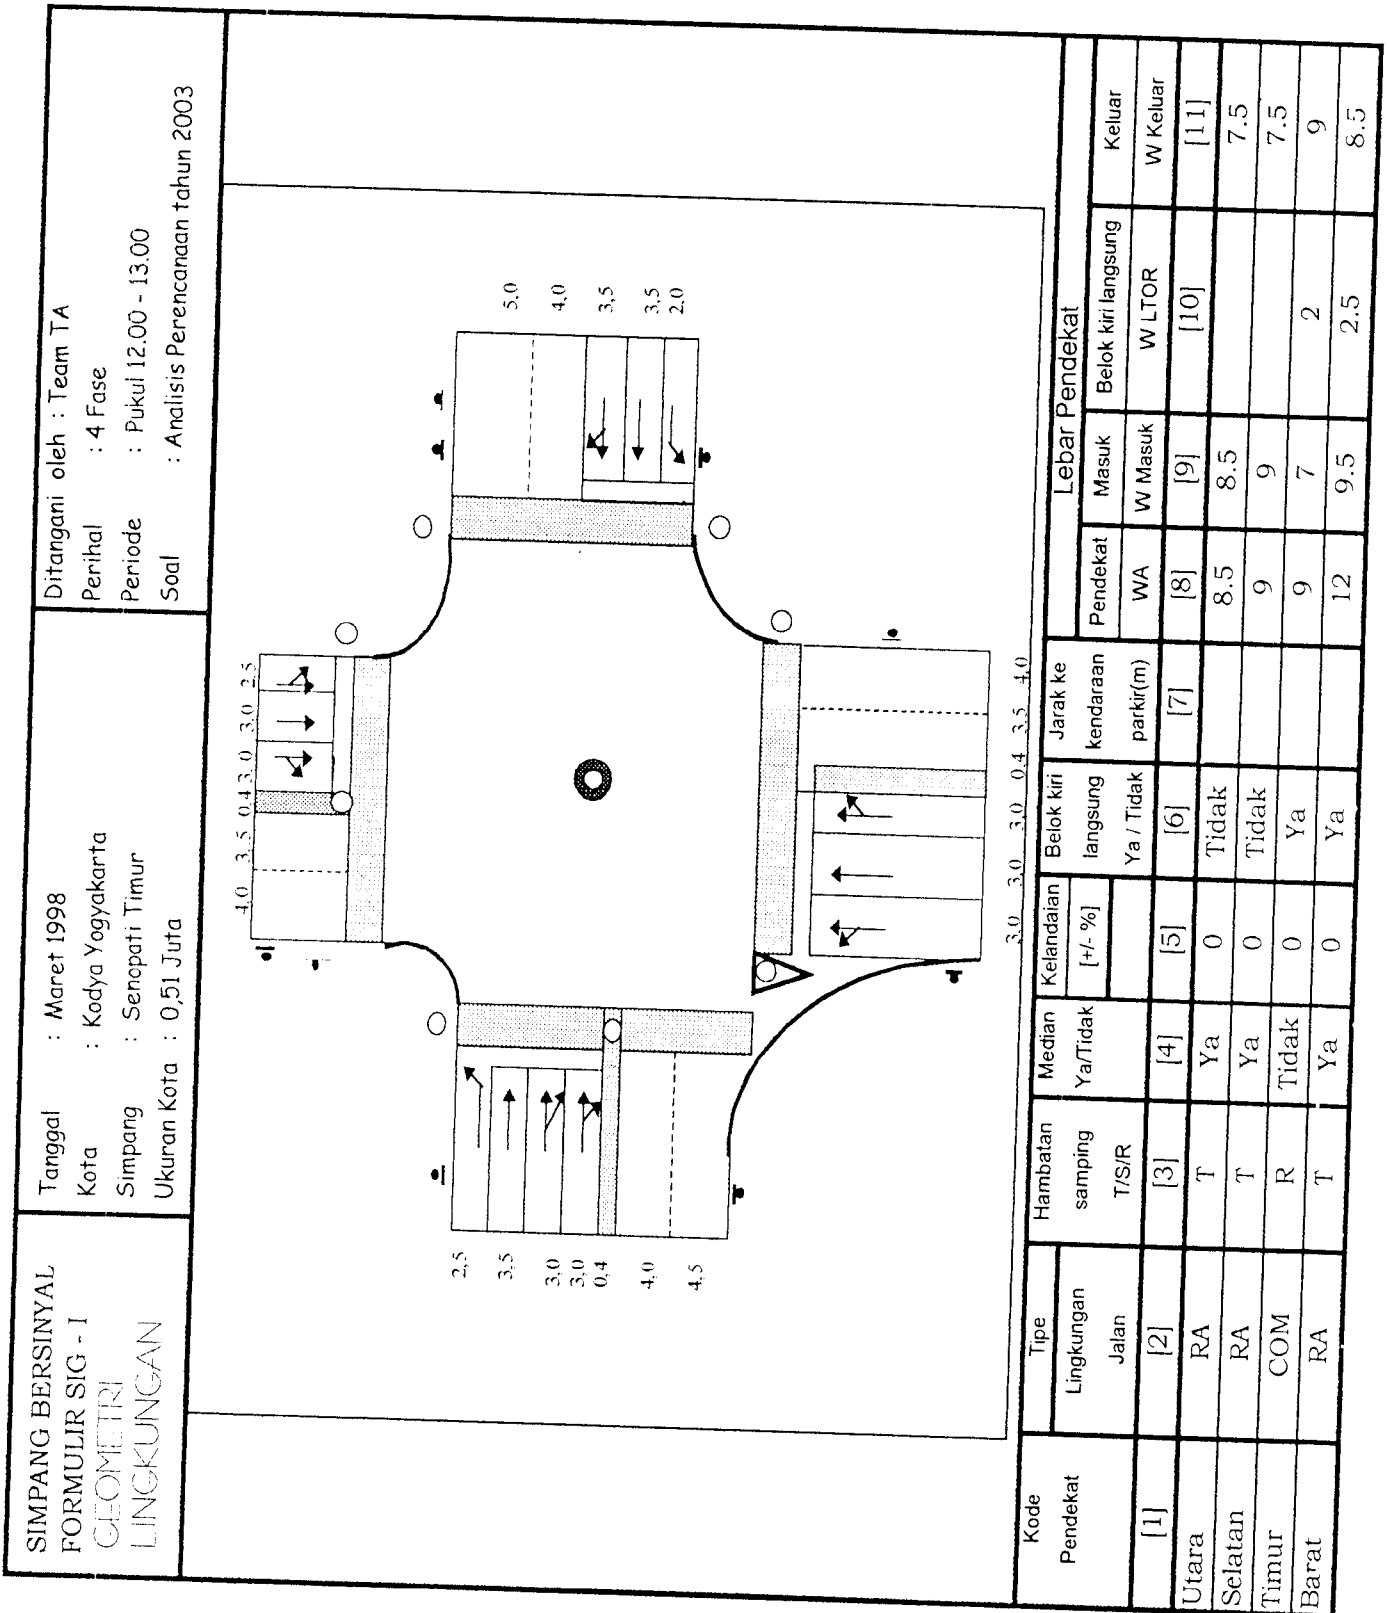 SIMPANG BERSINYAL
FORMULIR SIG - I
GEOMETRI
LINGKUNGAN
Tanggal : Maret 1998
Kota : Kodya Yogyakarta
Simpang : Senopati Timur
Ukuran Kota : 0,51 Juta
Ditangani oleh : Team TA
Perihal : 4 Fase
Periode : Pukul 12.00 - 13.00
Soal : Analisis Perencanaan tahun 2003
4,0 3,5 0,4 3,0 3,0 2,5
2,5
3,5
3,0
3,0
0,4
4,0
4,5
5,0
4,0
3,5
3,5
2,0
3,0 3,0 3,0 0,4 3,5 4,0
Kode Pendekat Tipe Lingkungan Jalan Hambatan samping T/S/R Median Ya/Tidak Kelandaian [+/- %] Belok kiri langsung Ya / Tidak Jarak ke kendaraan parkir(m) Lebar Pendekat
Pendekat Masuk Belok kiri langsung Keluar
WA W Masuk W LTOR W Keluar
[1] [2] [3] [4] [5] [6] [7] [8] [9] [10] [11]
Utara RA T Ya 0 Tidak 8.5 8.5 7.5
Selatan RA T Ya 0 Tidak 9 9 7.5
Timur COM R Tidak 0 Ya 9 7 2 9
Barat RA T Ya 0 Ya 12 9.5 2.5 8.5